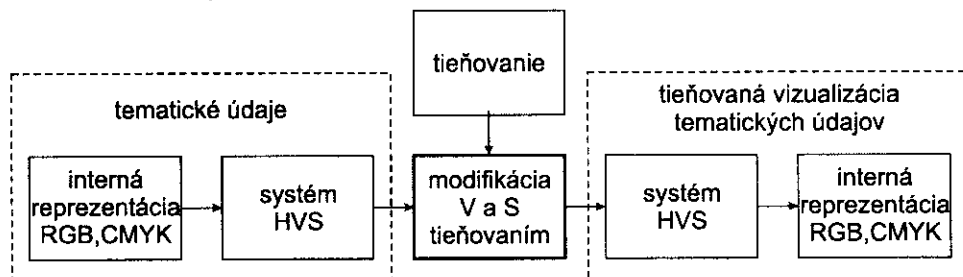 tieňovanie
tematické údaje
tieňovaná vizualizácia
tematických údajov
interná
reprezentácia
RGB,CMYK
systém
HVS
modifikácia
V a S
tieňovaním
systém
HVS
interná
reprezentácia
RGB,CMYK